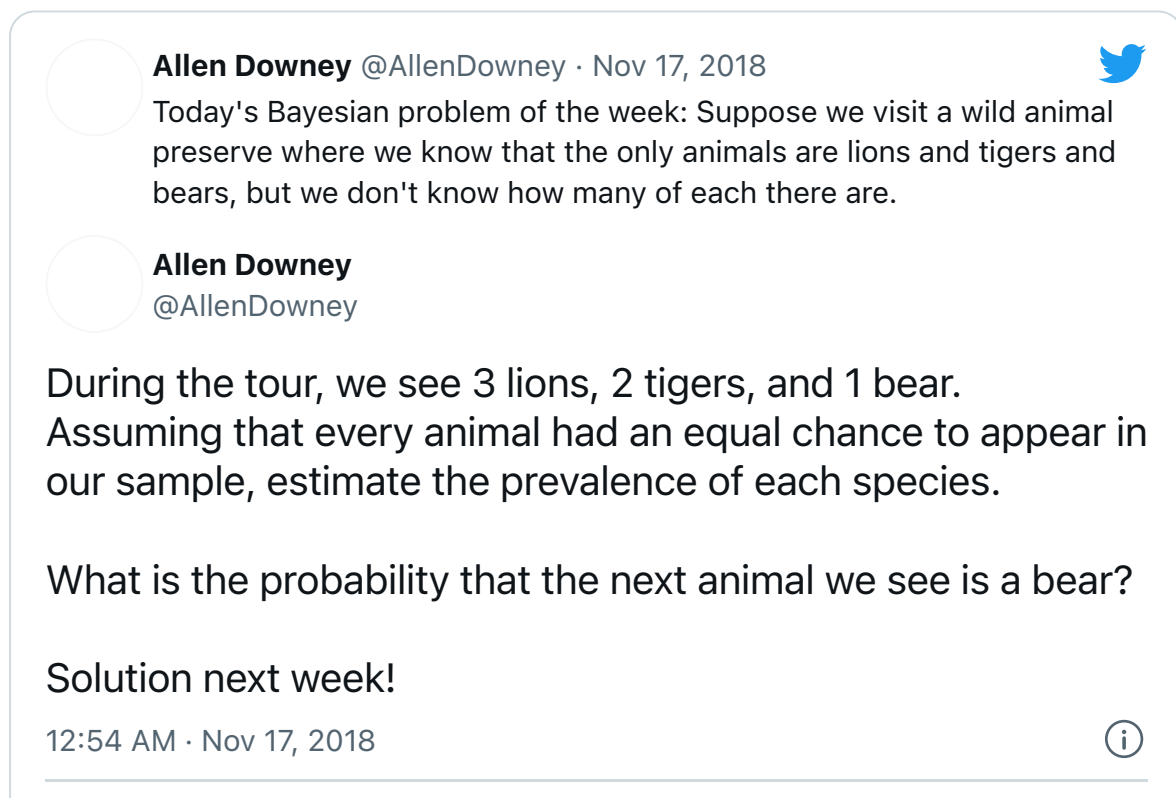 Allen Downey @AllenDowney · Nov 17, 2018
Today's Bayesian problem of the week: Suppose we visit a wild animal
preserve where we know that the only animals are lions and tigers and
bears, but we don't know how many of each there are.
Allen Downey
@AllenDowney
During the tour, we see 3 lions, 2 tigers, and 1 bear.
Assuming that every animal had an equal chance to appear in
our sample, estimate the prevalence of each species.
What is the probability that the next animal we see is a bear?
Solution next week!
12:54 AM · Nov 17, 2018